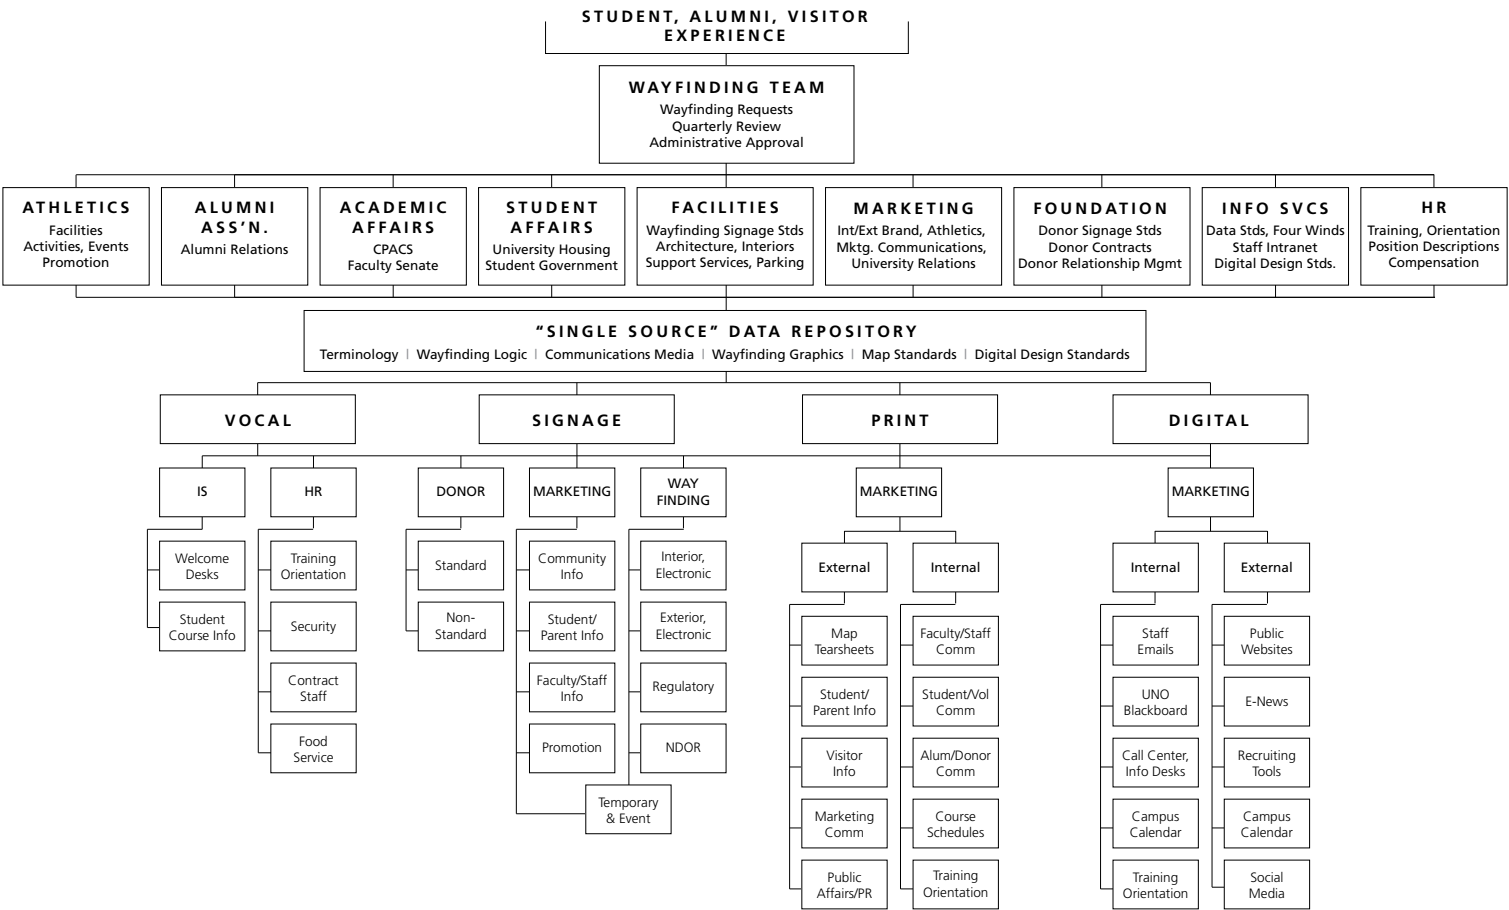 STUDENT, ALUMNI, VISITOR
EXPERIENCE
WAYFINDING TEAM
Wayfinding Requests
Quarterly Review
Administrative Approval
ATHLETICS
Facilities
Activities, Events
Promotion
ALUMNI
ASS’N.
Alumni Relations
ACADEMIC
AFFAIRS
CPACS
Faculty Senate
STUDENT
AFFAIRS
University Housing
Student Government
FACILITIES
Wayfinding Signage Stds
Architecture, Interiors
Support Services, Parking
MARKETING
Int/Ext Brand, Athletics,
Mktg. Communications,
University Relations
FOUNDATION
Donor Signage Stds
Donor Contracts
Donor Relationship Mgmt
INFO SVCS
Data Stds, Four Winds
Staff Intranet
Digital Design Stds.
HR
Training, Orientation
Position Descriptions
Compensation
“SINGLE SOURCE” DATA REPOSITORY
Terminology | Wayfinding Logic | Communications Media | Wayfinding Graphics | Map Standards | Digital Design Standards
VOCAL
SIGNAGE
PRINT
DIGITAL
IS
HR
DONOR
MARKETING
WAY
FINDING
MARKETING
MARKETING
Welcome
Desks
Student
Course Info
Training
Orientation
Security
Contract
Staff
Food
Service
Standard
Non-
Standard
Community
Info
Student/
Parent Info
Faculty/Staff
Info
Promotion
Interior,
Electronic
Exterior,
Electronic
Regulatory
NDOR
Temporary
& Event
External
Map
Tearsheets
Student/
Parent Info
Visitor
Info
Marketing
Comm
Public
Affairs/PR
Internal
Faculty/Staff
Comm
Student/Vol
Comm
Alum/Donor
Comm
Course
Schedules
Training
Orientation
Internal
Staff
Emails
UNO
Blackboard
Call Center,
Info Desks
Campus
Calendar
Training
Orientation
External
Public
Websites
E-News
Recruiting
Tools
Campus
Calendar
Social
Media